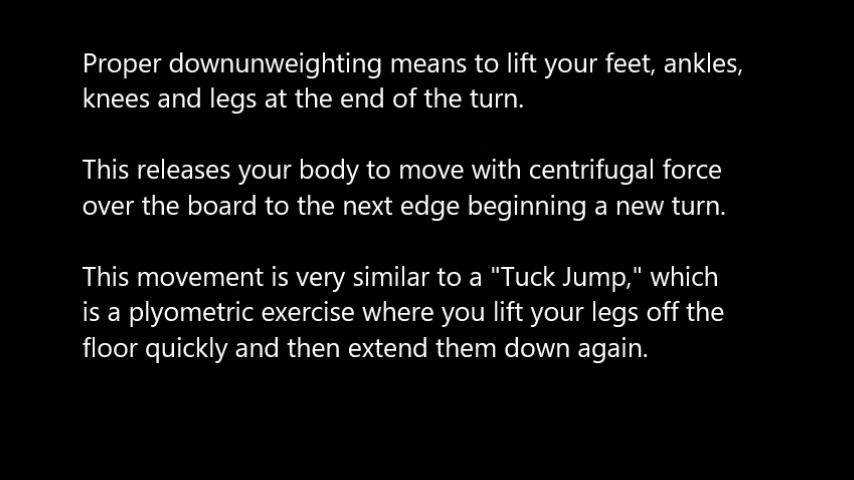 Proper downunweighting means to lift your feet, ankles,
knees and legs at the end of the turn.
This releases your body to move with centrifugal force
over the board to the next edge beginning a new turn.
This movement is very similar to a "Tuck Jump," which
is a plyometric exercise where you lift your legs off the
floor quickly and then extend them down again.